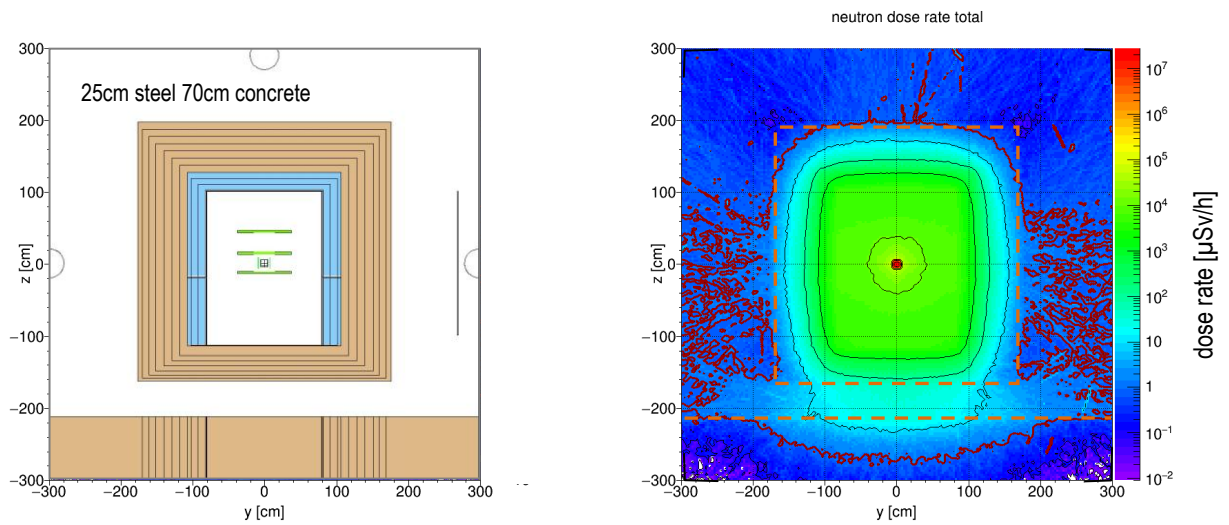 25cm steel 70cm concrete
300
200
100
0
−100
−200
−300
z [cm]
−300 −200 −100 0 100 200 300
y [cm]
neutron dose rate total
300
200
100
0
−100
−200
−300
z [cm]
−300 −200 −100 0 100 200 300
y [cm]
10⁷
10⁶
10⁵
10⁴
10³
10²
10
1
10⁻¹
10⁻²
dose rate [µSv/h]